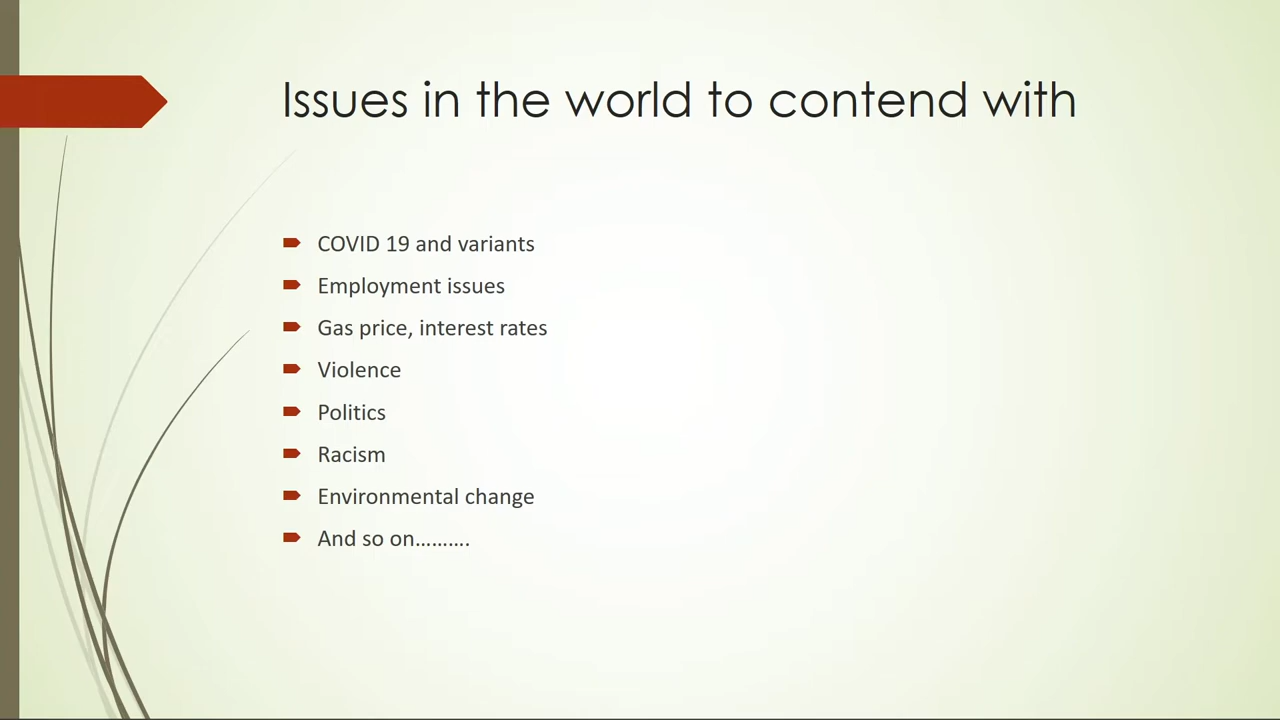 Issues in the world to contend with
COVID 19 and variants
Employment issues
Gas price, interest rates
Violence
Politics
Racism
Environmental change
And so on……….